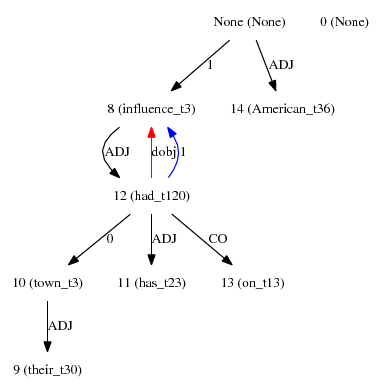 None (None) 0 (None)
1 ADJ
8 (influence_t3) 14 (American_t36)
ADJ dobj 1
12 (had_t120)
0 ADJ CO
10 (town_t3) 11 (has_t23) 13 (on_t13)
ADJ
9 (their_t30)